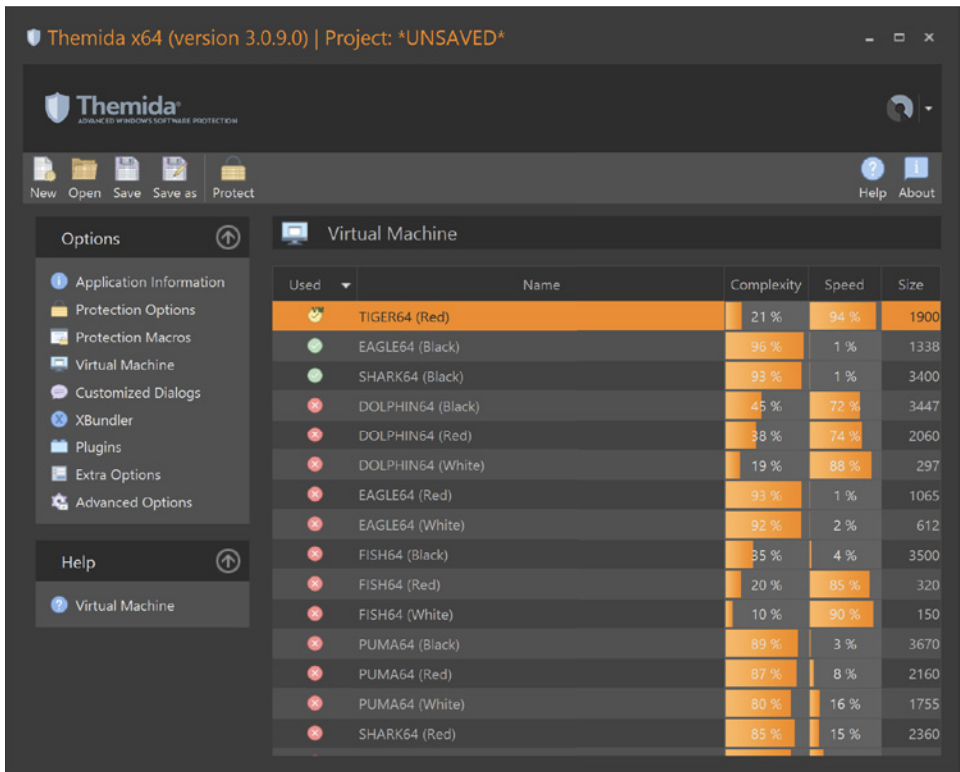 Themida x64 (version 3.0.9.0) | Project: *UNSAVED*
Themida
ADVANCED WINDOWS SOFTWARE PROTECTION
New Open Save Save as Protect Help About
Options
Application Information
Protection Options
Protection Macros
Virtual Machine
Customized Dialogs
XBundler
Plugins
Extra Options
Advanced Options
Help
Virtual Machine
Virtual Machine
Used Name Complexity Speed Size
TIGER64 (Red) 21 % 94 % 1900
EAGLE64 (Black) 96 % 1 % 1338
SHARK64 (Black) 93 % 1 % 3400
DOLPHIN64 (Black) 45 % 72 % 3447
DOLPHIN64 (Red) 38 % 74 % 2060
DOLPHIN64 (White) 19 % 88 % 297
EAGLE64 (Red) 93 % 1 % 1065
EAGLE64 (White) 92 % 2 % 612
FISH64 (Black) 35 % 4 % 3500
FISH64 (Red) 20 % 85 % 320
FISH64 (White) 10 % 90 % 150
PUMA64 (Black) 89 % 3 % 3670
PUMA64 (Red) 87 % 8 % 2160
PUMA64 (White) 80 % 16 % 1755
SHARK64 (Red) 85 % 15 % 2360